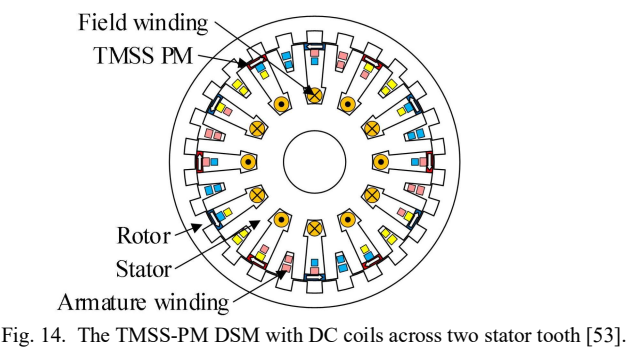 Field winding
TMSS PM
Rotor
Stator
Armature winding
Fig. 14. The TMSS-PM DSM with DC coils across two stator tooth [53].